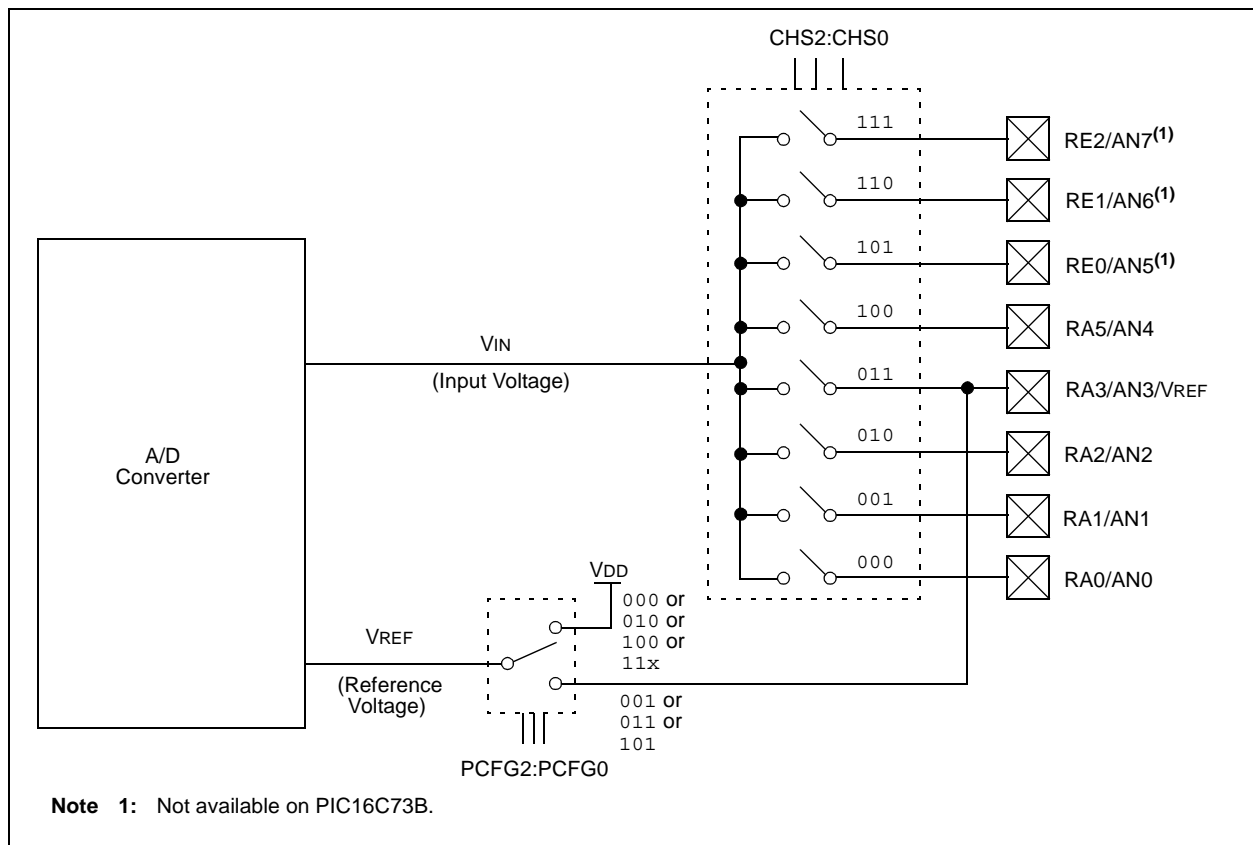 CHS2:CHS0
111
RE2/AN7(1)
110
RE1/AN6(1)
101
RE0/AN5(1)
100
RA5/AN4
VIN
(Input Voltage)
011
RA3/AN3/VREF
A/D
Converter
010
RA2/AN2
001
RA1/AN1
000
RA0/AN0
VDD
000 or
010 or
100 or
11x
VREF
(Reference
Voltage)
001 or
011 or
101
PCFG2:PCFG0
Note 1: Not available on PIC16C73B.